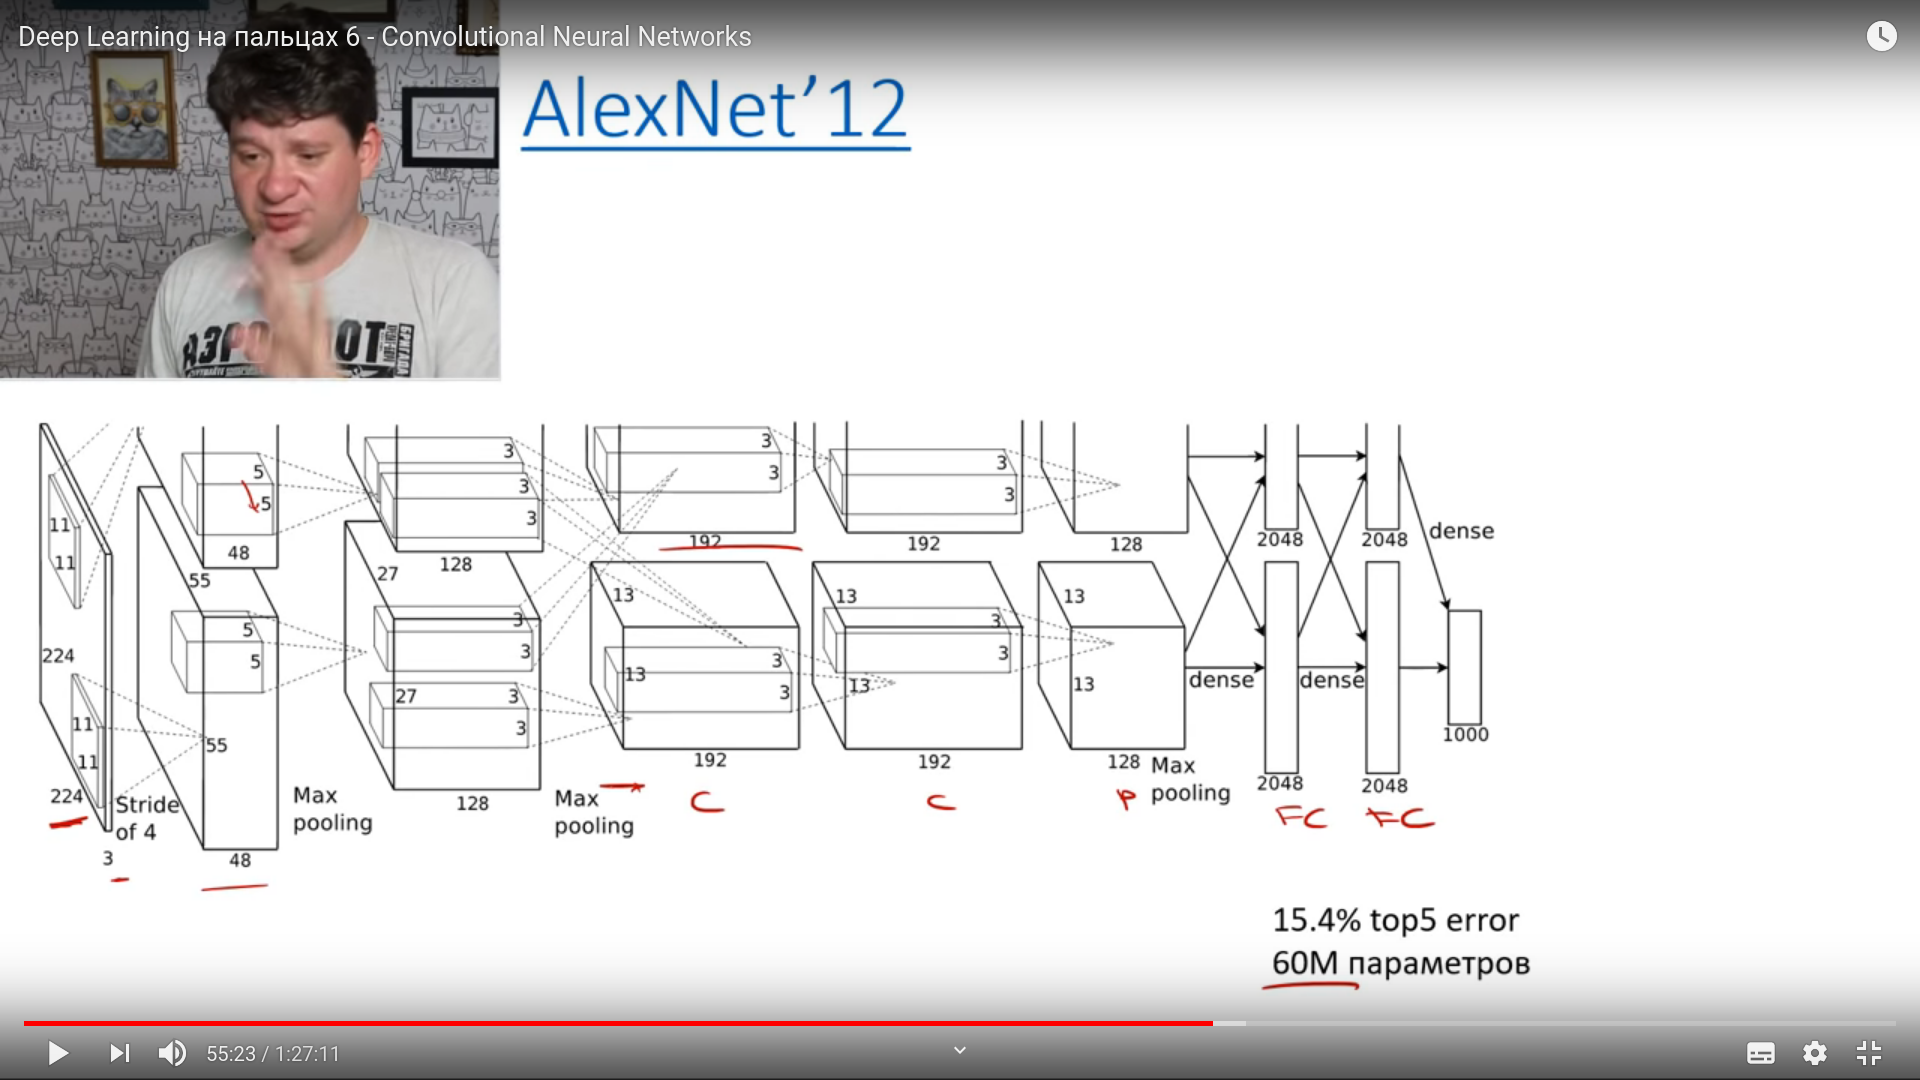 Deep Learning на пальцах 6 - Convolutional Neural Networks
AlexNet’12
АЭРО ОТ
БРИГАДА
3
3
3
3
3
3
3
5
5
11
11
48
55
128
27
192
192
128
2048
2048
dense
224
5
5
55
3
3
27
3
3
13
13
3
3
13
13
3
3
13
13
dense
dense
11
11
224
Stride
of 4
3
48
Max
pooling
128
Max
pooling
192
192
128
Max
pooling
2048
2048
1000
C
C
P
FC
FC
15.4% top5 error
60M параметров
55:23 / 1:27:11